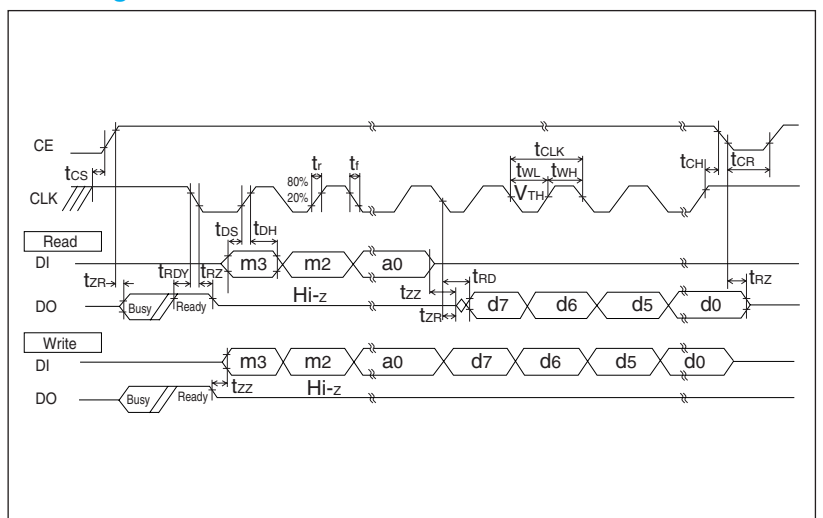 CE
tCS
tr
tf
tCLK
tWL
tWH
VTH
tCH
tCR
CLK
80%
20%
tDS
tDH
Read
DI
m3
m2
a0
tZR
tRDY
tRZ
tZZ
tRD
tRZ
DO
Busy
Ready
Hi-z
tZR
d7
d6
d5
d0
Write
DI
m3
m2
a0
d7
d6
d5
d0
tZZ
DO
Busy
Ready
Hi-z